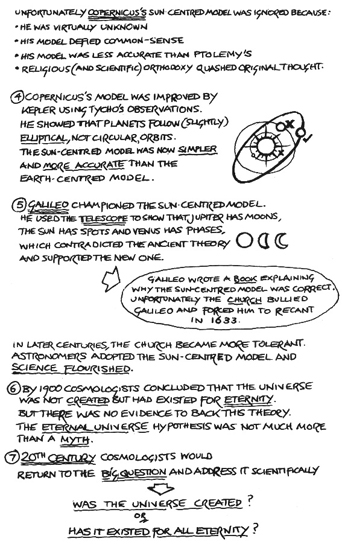 UNFORTUNATELY COPERNICUS'S SUN CENTRED MODEL WAS IGNORED BECAUSE:
• HE WAS VIRTUALLY UNKNOWN
• HIS MODEL DEFIED COMMON-SENSE
• HIS MODEL WAS LESS ACCURATE THAN PTOLEMY'S
• RELIGIOUS (AND SCIENTIFIC) ORTHODOXY QUASHED ORIGINAL THOUGHT.
④ COPERNICUS'S MODEL WAS IMPROVED BY
KEPLER USING TYCHO'S OBSERVATIONS.
HE SHOWED THAT PLANETS FOLLOW (SLIGHTLY)
ELLIPTICAL, NOT CIRCULAR, ORBITS.
THE SUN-CENTRED MODEL WAS NOW SIMPLER
AND MORE ACCURATE THAN THE
EARTH-CENTRED MODEL.
⑤ GALILEO CHAMPIONED THE SUN-CENTRED MODEL.
HE USED THE TELESCOPE TO SHOW THAT JUPITER HAS MOONS,
THE SUN HAS SPOTS AND VENUS HAS PHASES,
WHICH CONTRADICTED THE ANCIENT THEORY
AND SUPPORTED THE NEW ONE.
GALILEO WROTE A BOOK EXPLAINING
WHY THE SUN-CENTRED MODEL WAS CORRECT.
UNFORTUNATELY THE CHURCH BULLIED
GALILEO AND FORCED HIM TO RECANT
IN 1633.
IN LATER CENTURIES, THE CHURCH BECAME MORE TOLERANT.
ASTRONOMERS ADOPTED THE SUN-CENTRED MODEL AND
SCIENCE FLOURISHED.
⑥ BY 1900 COSMOLOGISTS CONCLUDED THAT THE UNIVERSE
WAS NOT CREATED BUT HAD EXISTED FOR ETERNITY.
BUT THERE WAS NO EVIDENCE TO BACK THIS THEORY.
THE ETERNAL UNIVERSE HYPOTHESIS WAS NOT MUCH MORE
THAN A MYTH.
⑦ 20TH CENTURY COSMOLOGISTS WOULD
RETURN TO THE BIG QUESTION AND ADDRESS IT SCIENTIFICALLY
WAS THE UNIVERSE CREATED?
OR
HAS IT EXISTED FOR ALL ETERNITY?